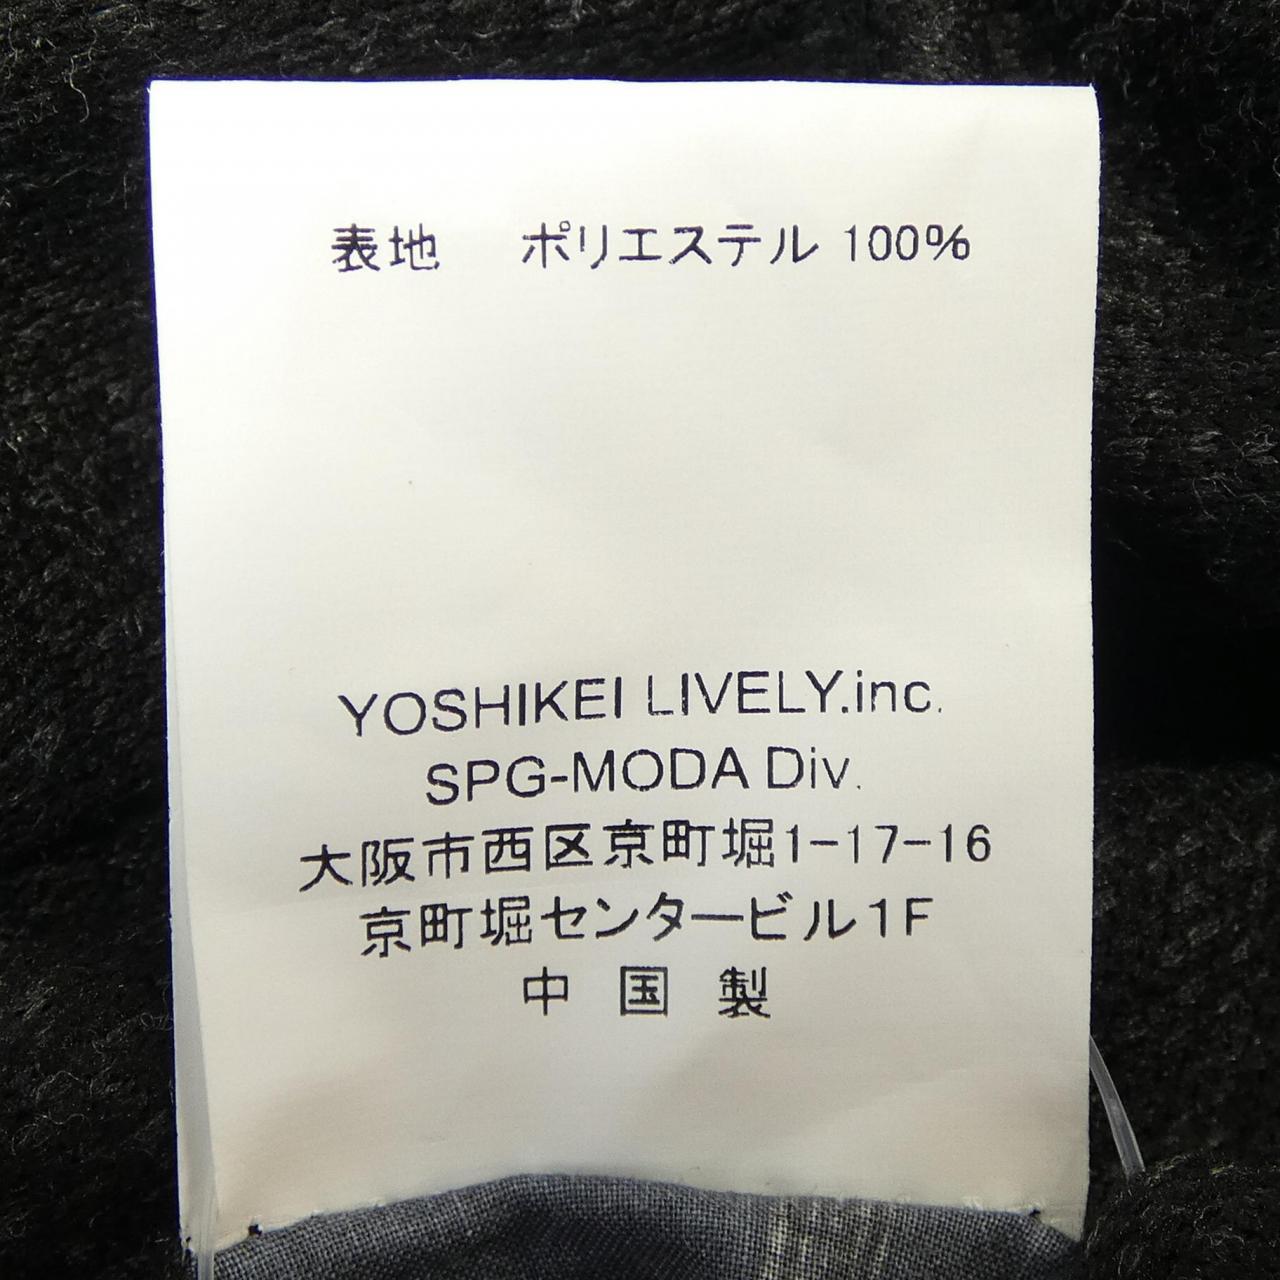 表地 ポリエステル 100%
YOSHIKEI LIVELY.inc.
SPG-MODA Div.
大阪市西区京町堀1-17-16
京町堀センタービル1F
中国製